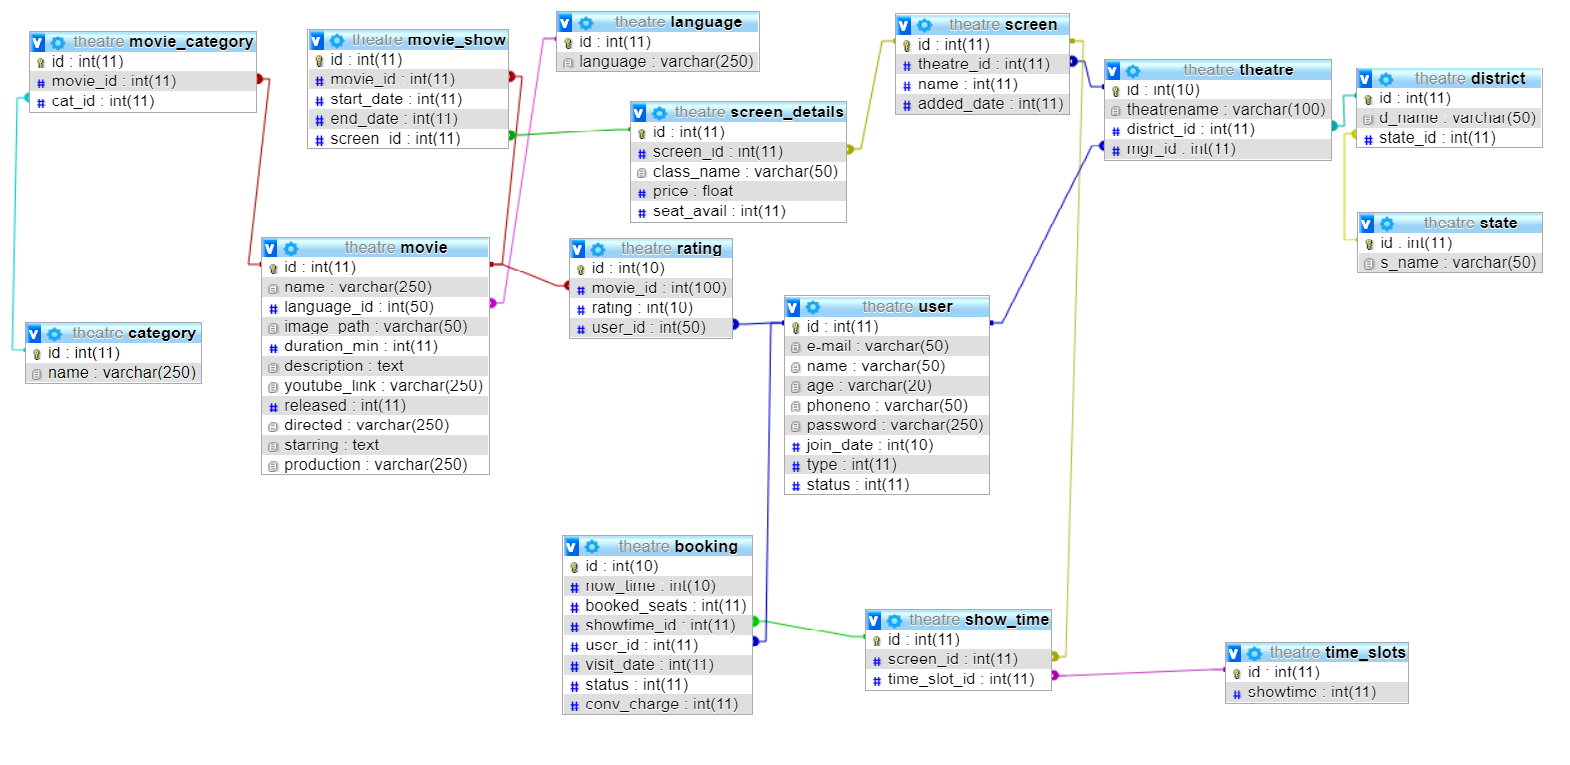 theatre movie_category
id : int(11)
movie_id : int(11)
cat_id : int(11)
theatre movie_show
id : int(11)
movie_id : int(11)
start_date : int(11)
end_date : int(11)
screen_id : int(11)
theatre language
id : int(11)
language : varchar(250)
theatre screen_details
id : int(11)
screen_id : int(11)
class_name : varchar(50)
price : float
seat_avail : int(11)
theatre screen
id : int(11)
theatre_id : int(11)
name : int(11)
added_date : int(11)
theatre theatre
id : int(10)
theatrename : varchar(100)
district_id : int(11)
mgr_id : int(11)
theatre district
id : int(11)
d_name : varchar(50)
state_id : int(11)
theatre state
id : int(11)
s_name : varchar(50)
theatre movie
id : int(11)
name : varchar(250)
language_id : int(50)
image_path : varchar(50)
duration_min : int(11)
description : text
youtube_link : varchar(250)
released : int(11)
directed : varchar(250)
starring : text
production : varchar(250)
theatre rating
id : int(10)
movie_id : int(100)
rating : int(10)
user_id : int(50)
theatre user
id : int(11)
e-mail : varchar(50)
name : varchar(50)
age : varchar(20)
phoneno : varchar(50)
password : varchar(250)
join_date : int(10)
type : int(11)
status : int(11)
theatre category
id : int(11)
name : varchar(250)
theatre booking
id : int(10)
now_time : int(10)
booked_seats : int(11)
showtime_id : int(11)
user_id : int(11)
visit_date : int(11)
status : int(11)
conv_charge : int(11)
theatre show_time
id : int(11)
screen_id : int(11)
time_slot_id : int(11)
theatre time_slots
id : int(11)
showtime : int(11)